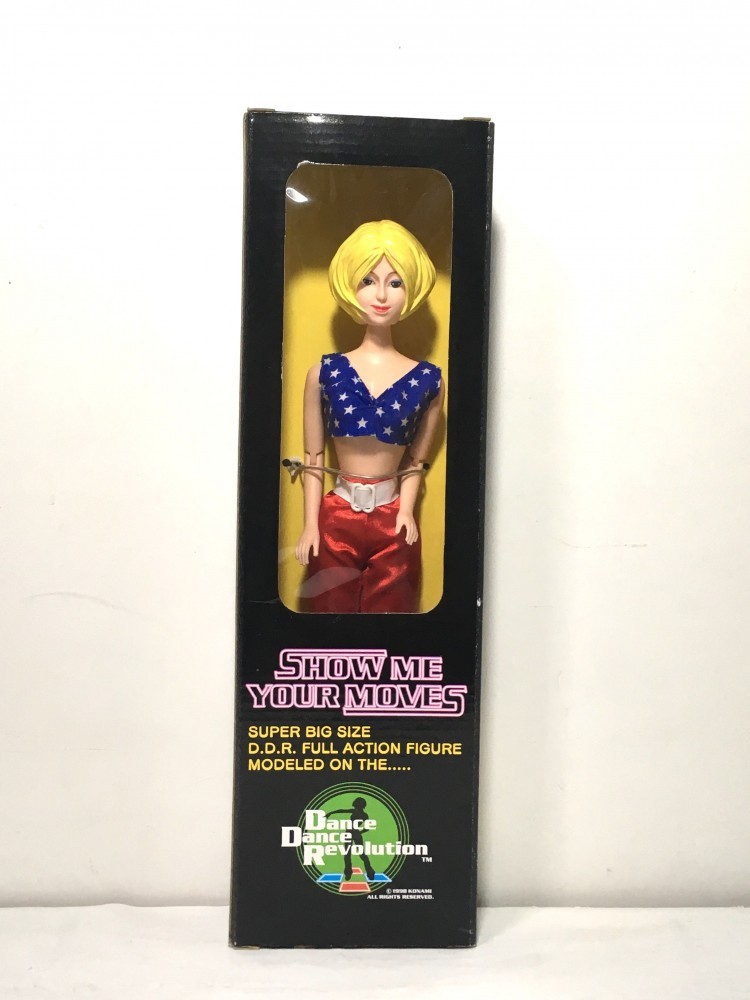 SHOW ME
YOUR MOVES
SUPER BIG SIZE
D.D.R. FULL ACTION FIGURE
MODELED ON THE.....
Dance
Dance
Revolution TM
© 1998 KONAMI
ALL RIGHTS RESERVED.